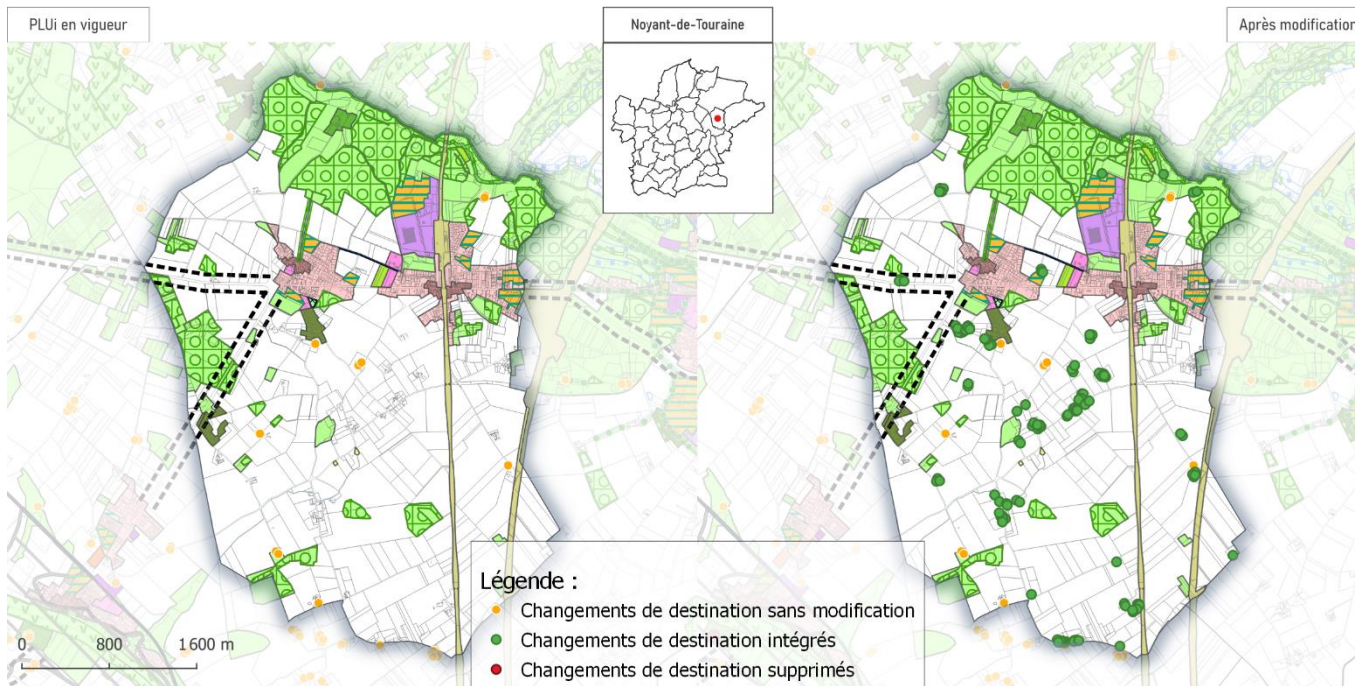 PLUi en vigueur
Noyant-de-Touraine
Après modification
Légende :
Changements de destination sans modification
Changements de destination intégrés
Changements de destination supprimés
0 800 1 600 m